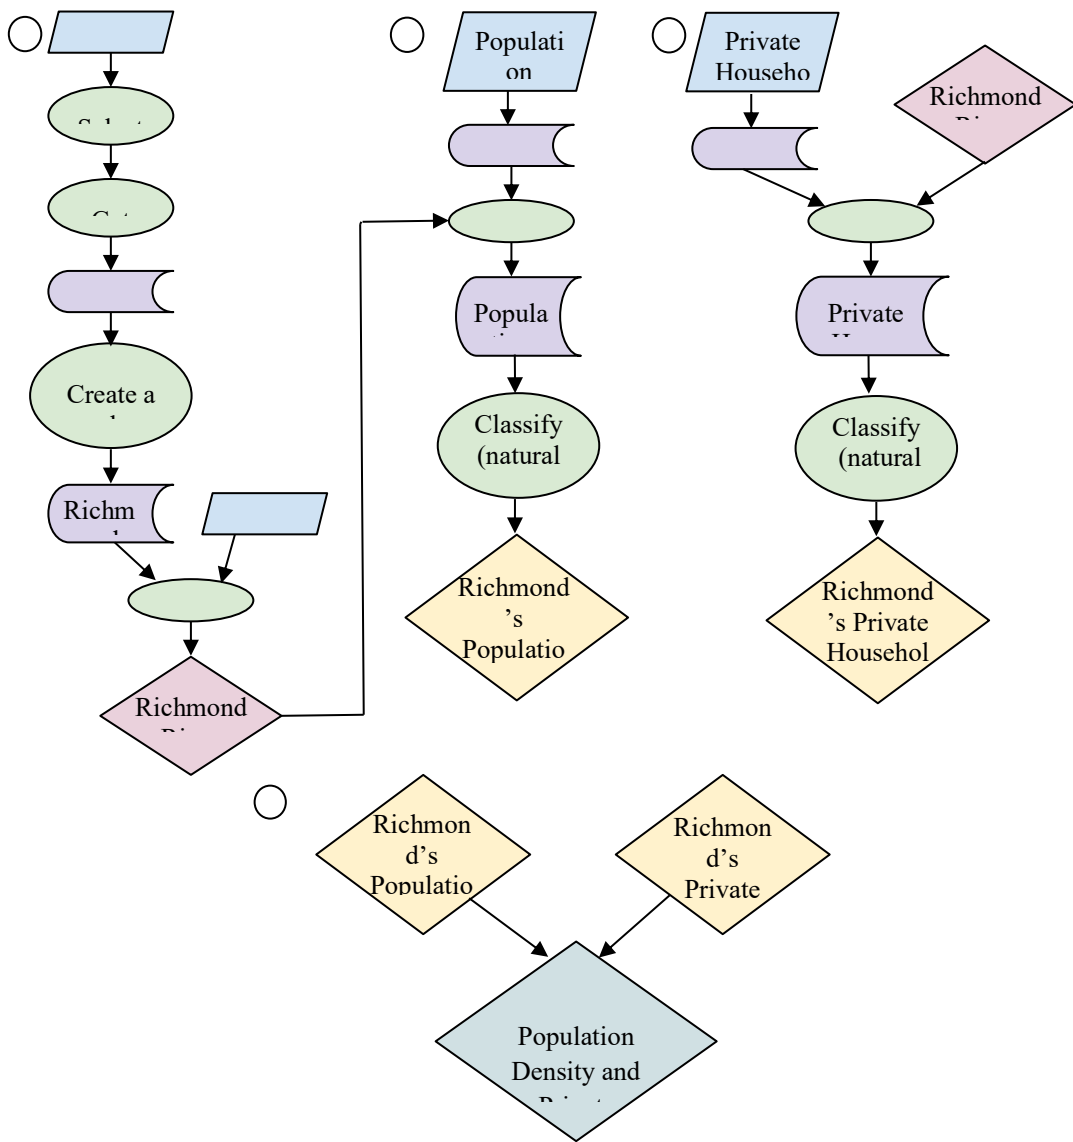 Populati
on
Private
Househo
Richmond
Create a
Richm
Popula
Private
Classify
(natural
Classify
(natural
Richmond
's
Populatio
Richmond
's Private
Househol
Richmond
Richmon
d's
Populatio
Richmon
d's
Private
Population
Density and